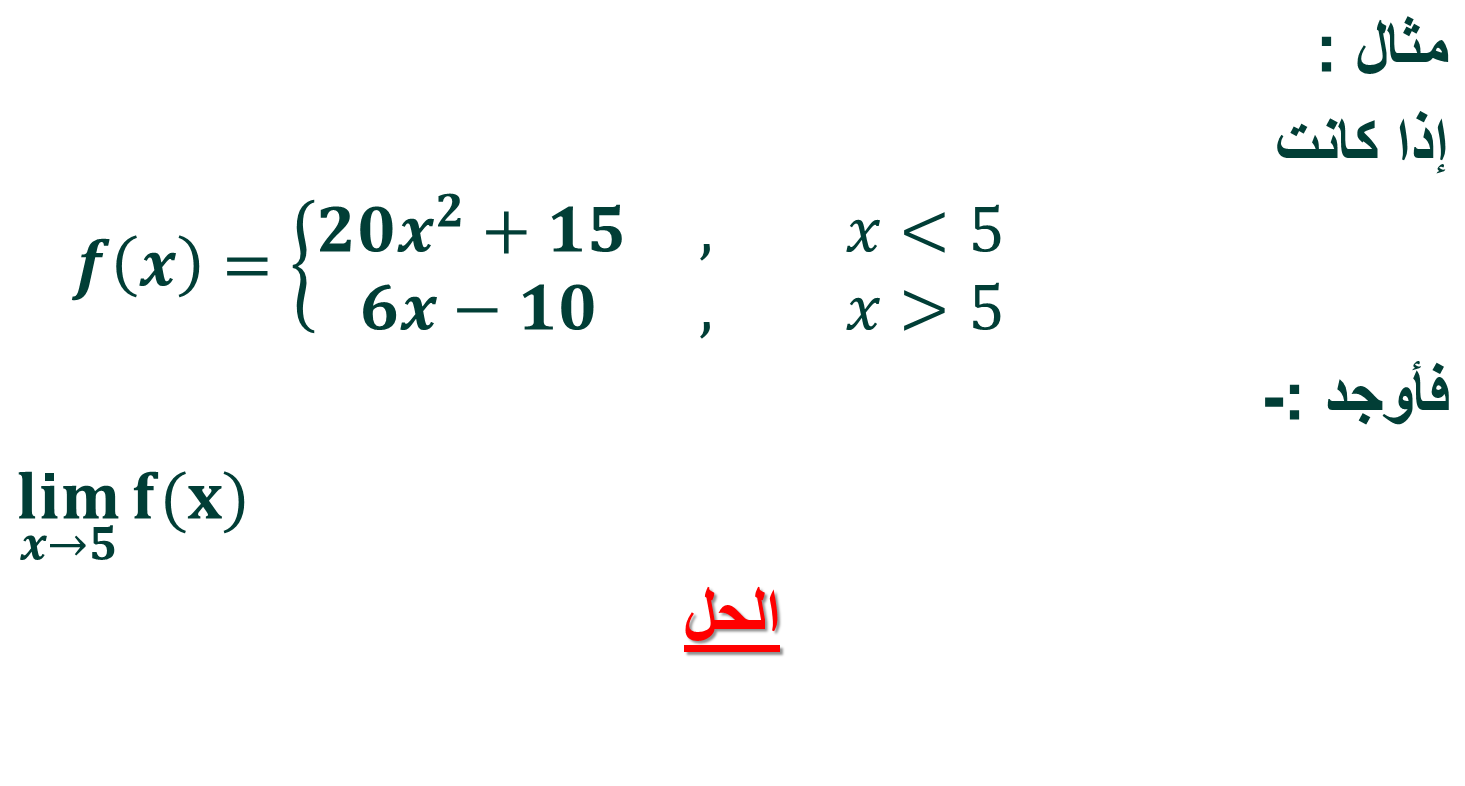 مثال :
إذا كانت
f(x) = { 20x² + 15 , x < 5
6x − 10 , x > 5
فأوجد :-
lim f(x)
x→5
الحل